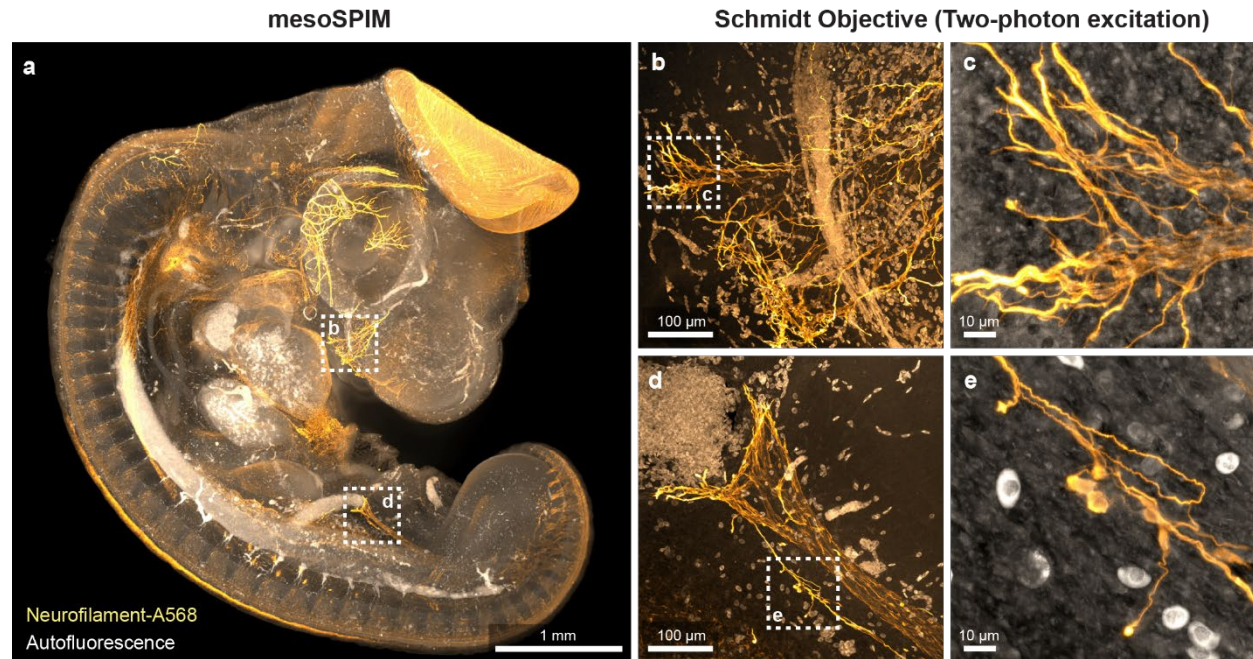 mesoSPIM
Schmidt Objective (Two-photon excitation)
a
b
d
Neurofilament-A568
Autofluorescence
1 mm
b
c
100 µm
c
10 µm
d
e
100 µm
e
10 µm